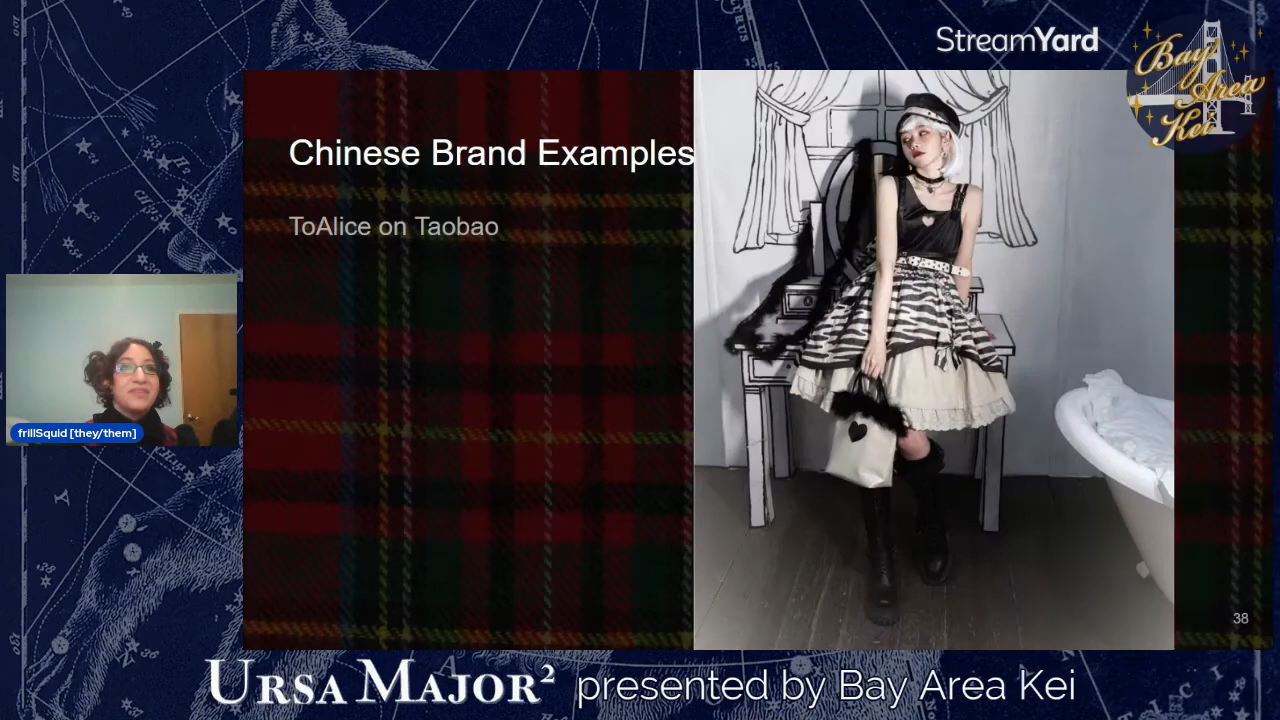 StreamYard
Bay
Area
Kei
Chinese Brand Examples
ToAlice on Taobao
frillSquid [they/them]
38
URSA MAJOR² presented by Bay Area Kei